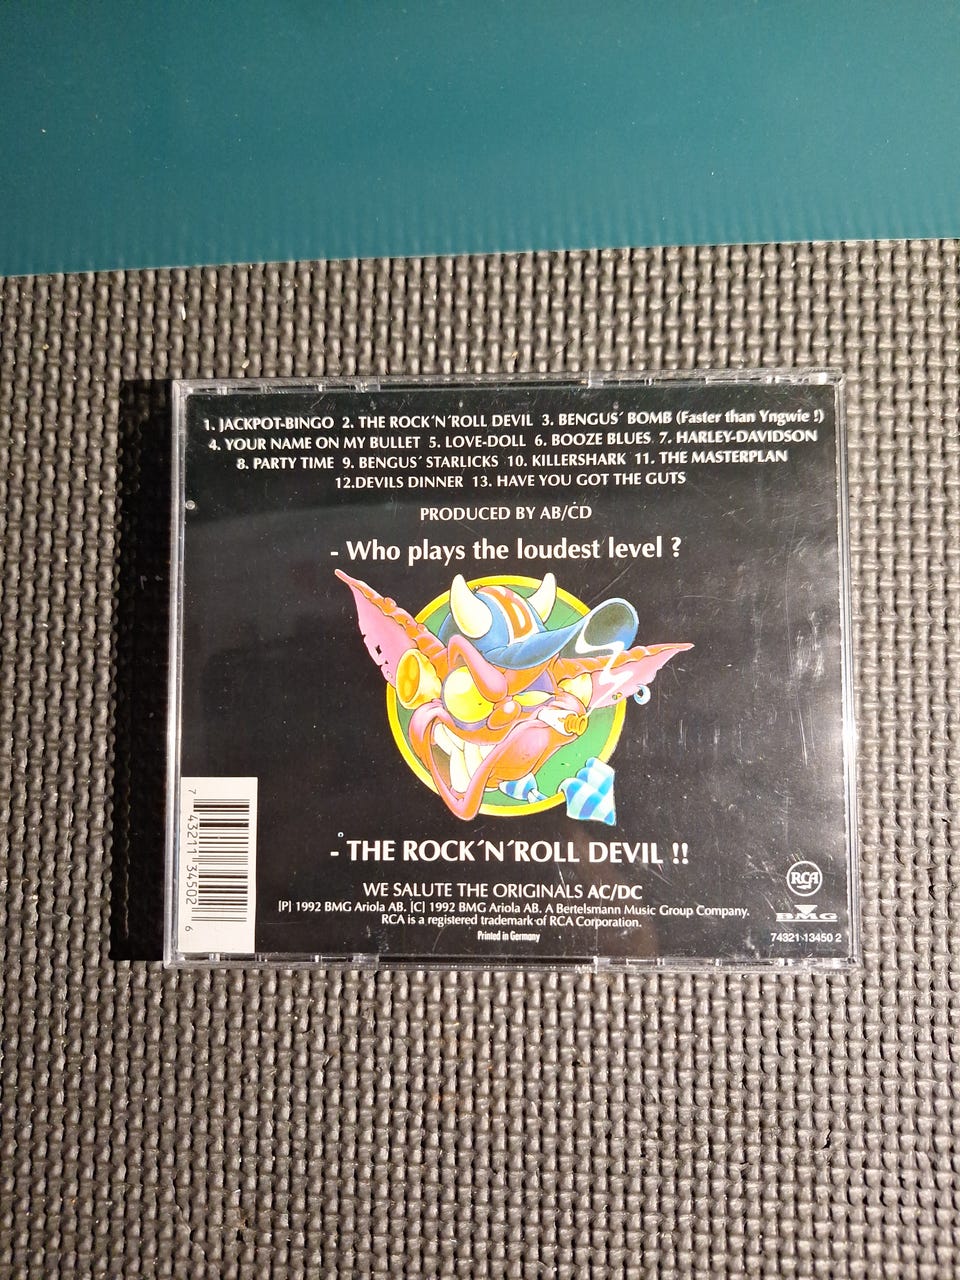 1. JACKPOT-BINGO 2. THE ROCK´N´ROLL DEVIL 3. BENGUS´ BOMB (Faster than Yngwie !)
4. YOUR NAME ON MY BULLET 5. LOVE-DOLL 6. BOOZE BLUES 7. HARLEY-DAVIDSON
8. PARTY TIME 9. BENGUS´ STARLICKS 10. KILLERSHARK 11. THE MASTERPLAN
12.DEVILS DINNER 13. HAVE YOU GOT THE GUTS
PRODUCED BY AB/CD
- Who plays the loudest level ?
B
- THE ROCK´N´ROLL DEVIL !!
WE SALUTE THE ORIGINALS AC/DC
[P] 1992 BMG Ariola AB. [C] 1992 BMG Ariola AB. A Bertelsmann Music Group Company.
RCA is a registered trademark of RCA Corporation.
Printed in Germany
RCA
BMG
74321 13450 2
7 43211 34502 6